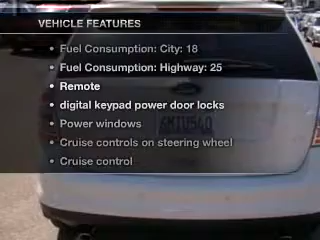 VEHICLE FEATURES
Fuel Consumption: City: 18
Fuel Consumption: Highway: 25
Remote
digital keypad power door locks
Power windows
Cruise controls on steering wheel
Cruise control